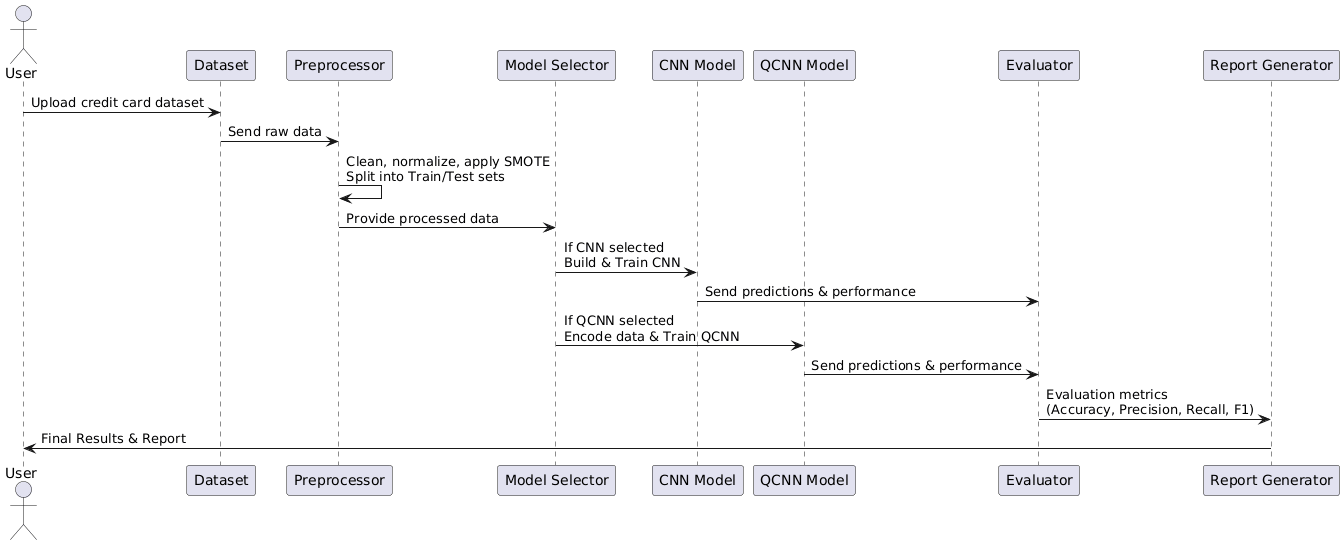 User
Dataset
Preprocessor
Model Selector
CNN Model
QCNN Model
Evaluator
Report Generator
Upload credit card dataset
Send raw data
Clean, normalize, apply SMOTE
Split into Train/Test sets
Provide processed data
If CNN selected
Build & Train CNN
Send predictions & performance
If QCNN selected
Encode data & Train QCNN
Send predictions & performance
Evaluation metrics
(Accuracy, Precision, Recall, F1)
Final Results & Report
User
Dataset
Preprocessor
Model Selector
CNN Model
QCNN Model
Evaluator
Report Generator